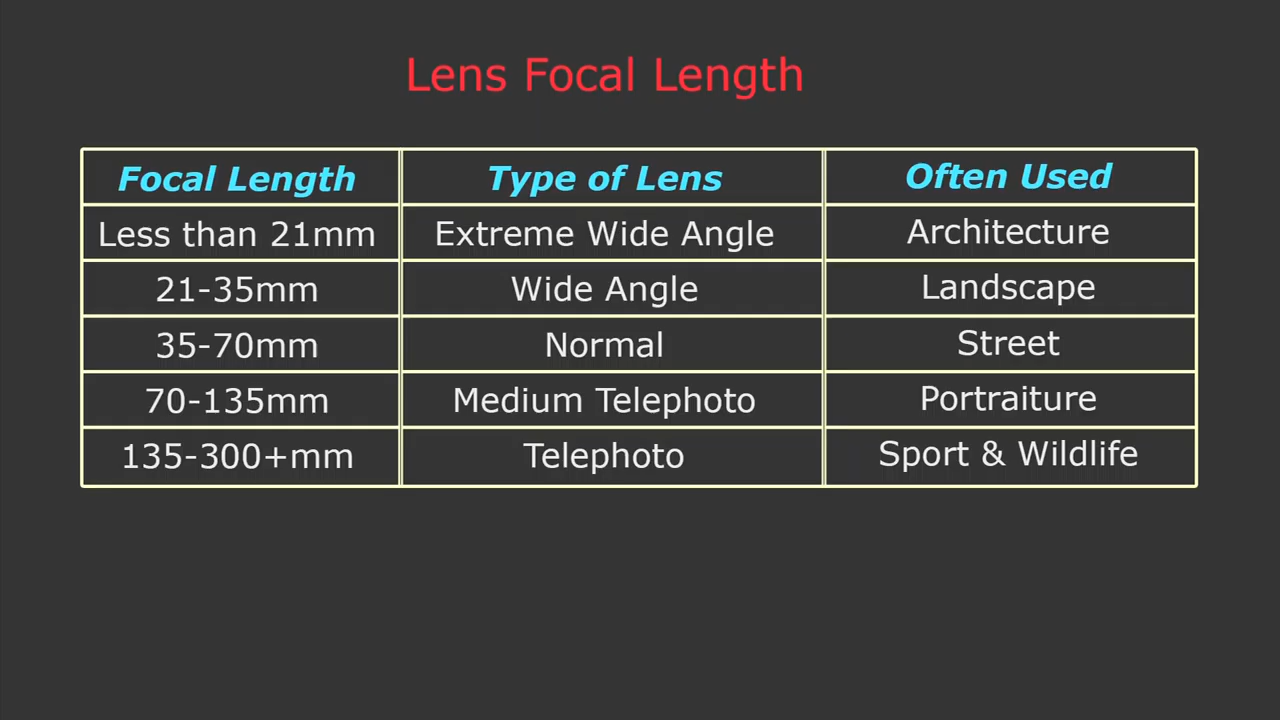 Lens Focal Length
Focal Length Type of Lens Often Used
Less than 21mm Extreme Wide Angle Architecture
21-35mm Wide Angle Landscape
35-70mm Normal Street
70-135mm Medium Telephoto Portraiture
135-300+mm Telephoto Sport & Wildlife